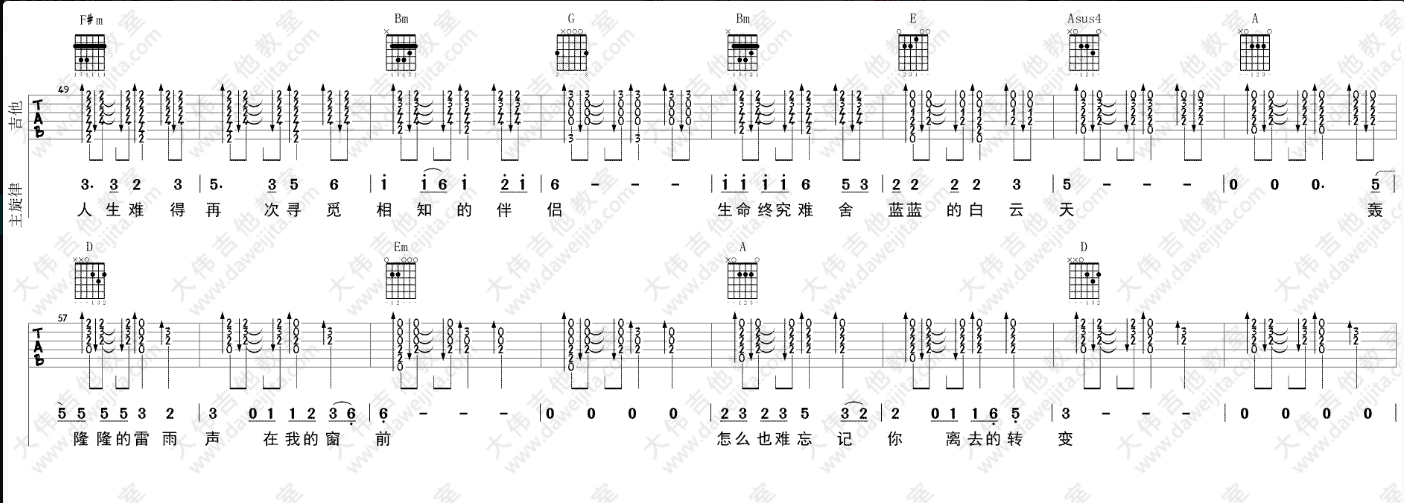 F#m Bm G Bm E Asus4 A
吉他 TAB 49
主旋律 3. 3 2 3 | 5. 3 5 6 | i i 6 i 2 i | 6 - - - | i i i i 6 5 3 | 2 2 2 2 3 | 5 - - - | 0 0 0. 5
人 生 难 得 再 次 寻 觅 相 知 的 伴 侣 生 命 终 究 难 舍 蓝 蓝 的 白 云 天 轰
D Em A D
TAB 57
5 5 5 5 3 2 | 3 0 1 1 2 3 6 | 6 - - - | 0 0 0 0 | 2 3 2 3 5 3 2 | 2 0 1 1 6 5 | 3 - - - | 0 0 0 0
隆 隆 的 雷 雨 声 在 我 的 窗 前 怎 么 也 难 忘 记 你 离 去 的 转 变
大伟吉他教室
www.daweijita.com